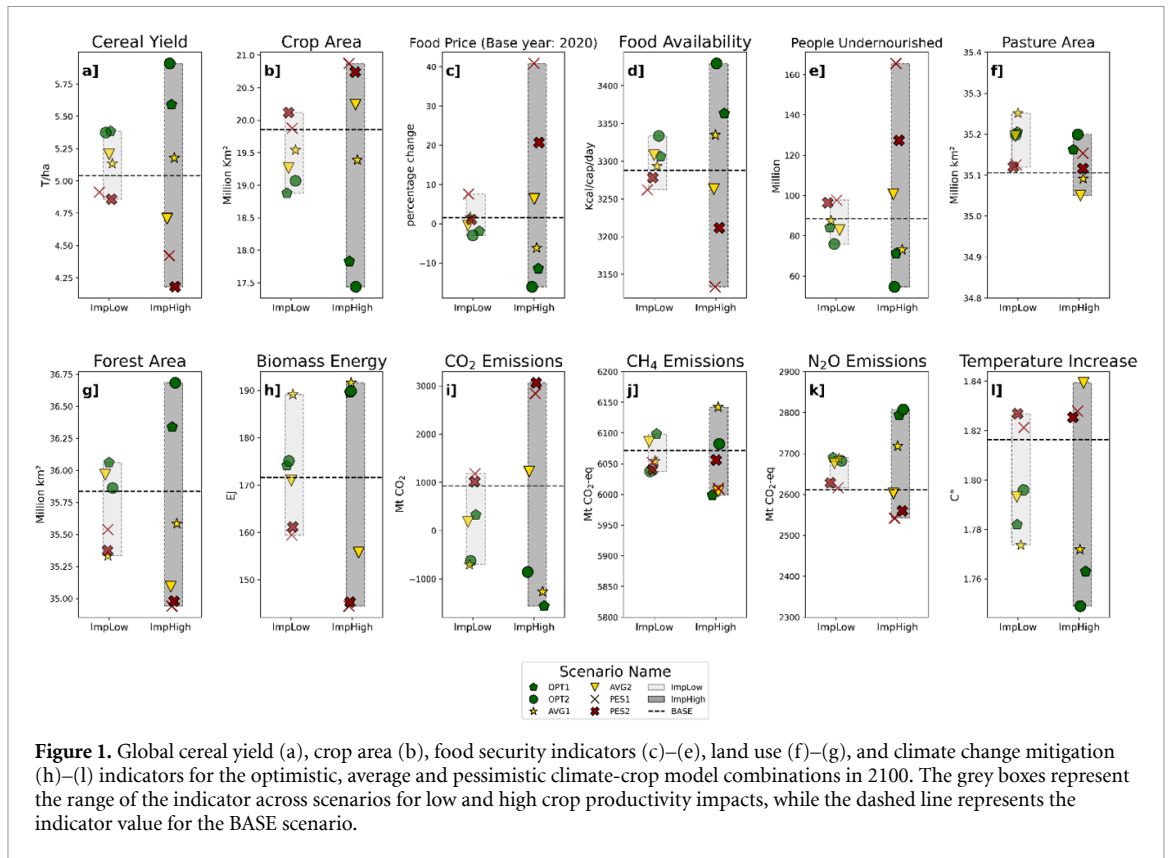 Cereal Yield
a]
T/ha
5.75
5.50
5.25
5.00
4.75
4.50
4.25
ImpLow ImpHigh
Crop Area
b]
Million Km²
21.0
20.5
20.0
19.5
19.0
18.5
18.0
17.5
ImpLow ImpHigh
Food Price (Base year: 2020)
c]
percentage change
40
30
20
10
0
−10
ImpLow ImpHigh
Food Availability
d]
Kcal/cap/day
3400
3350
3300
3250
3200
3150
ImpLow ImpHigh
People Undernourished
e]
Million
160
140
120
100
80
60
ImpLow ImpHigh
Pasture Area
f]
Million km²
35.4
35.3
35.2
35.1
35.0
34.9
34.8
ImpLow ImpHigh
Forest Area
g]
Million km²
36.75
36.50
36.25
36.00
35.75
35.50
35.25
35.00
ImpLow ImpHigh
Biomass Energy
h]
Ej
190
180
170
160
150
ImpLow ImpHigh
CO₂ Emissions
i]
Mt CO₂
3000
2000
1000
0
−1000
ImpLow ImpHigh
CH₄ Emissions
j]
Mt CO₂-eq
6200
6150
6100
6050
6000
5950
5900
5850
5800
ImpLow ImpHigh
N₂O Emissions
k]
Mt CO₂-eq
2900
2800
2700
2600
2500
2400
2300
ImpLow ImpHigh
Temperature Increase
l]
C°
1.84
1.82
1.80
1.78
1.76
ImpLow ImpHigh
Scenario Name
OPT1 AVG2 ImpLow
OPT2 PES1 ImpHigh
AVG1 PES2 BASE
Figure 1. Global cereal yield (a), crop area (b), food security indicators (c)–(e), land use (f)–(g), and climate change mitigation
(h)–(l) indicators for the optimistic, average and pessimistic climate-crop model combinations in 2100. The grey boxes represent
the range of the indicator across scenarios for low and high crop productivity impacts, while the dashed line represents the
indicator value for the BASE scenario.